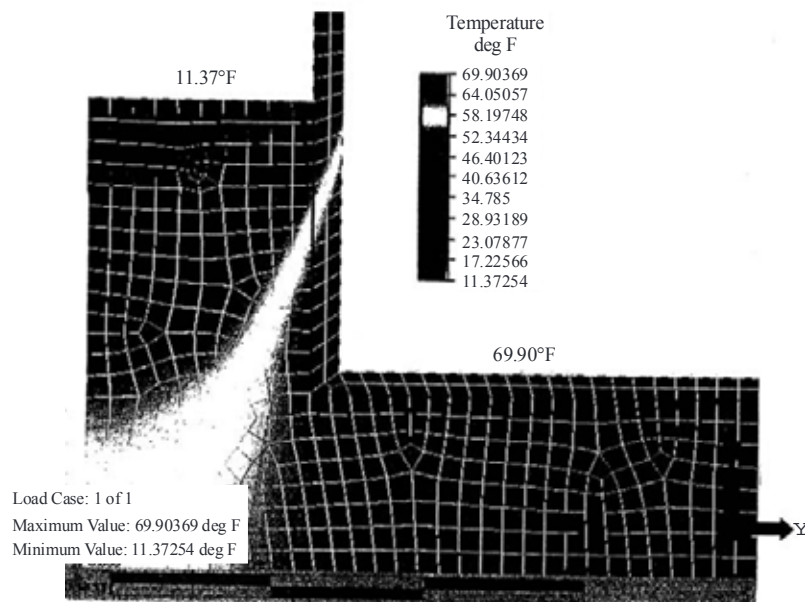 Temperature
deg F
11.37°F
69.90369
64.05057
58.19748
52.34434
46.40123
40.63612
34.785
28.93189
23.07877
17.22566
11.37254
69.90°F
Load Case: 1 of 1
Maximum Value: 69.90369 deg F
Minimum Value: 11.37254 deg F
Y